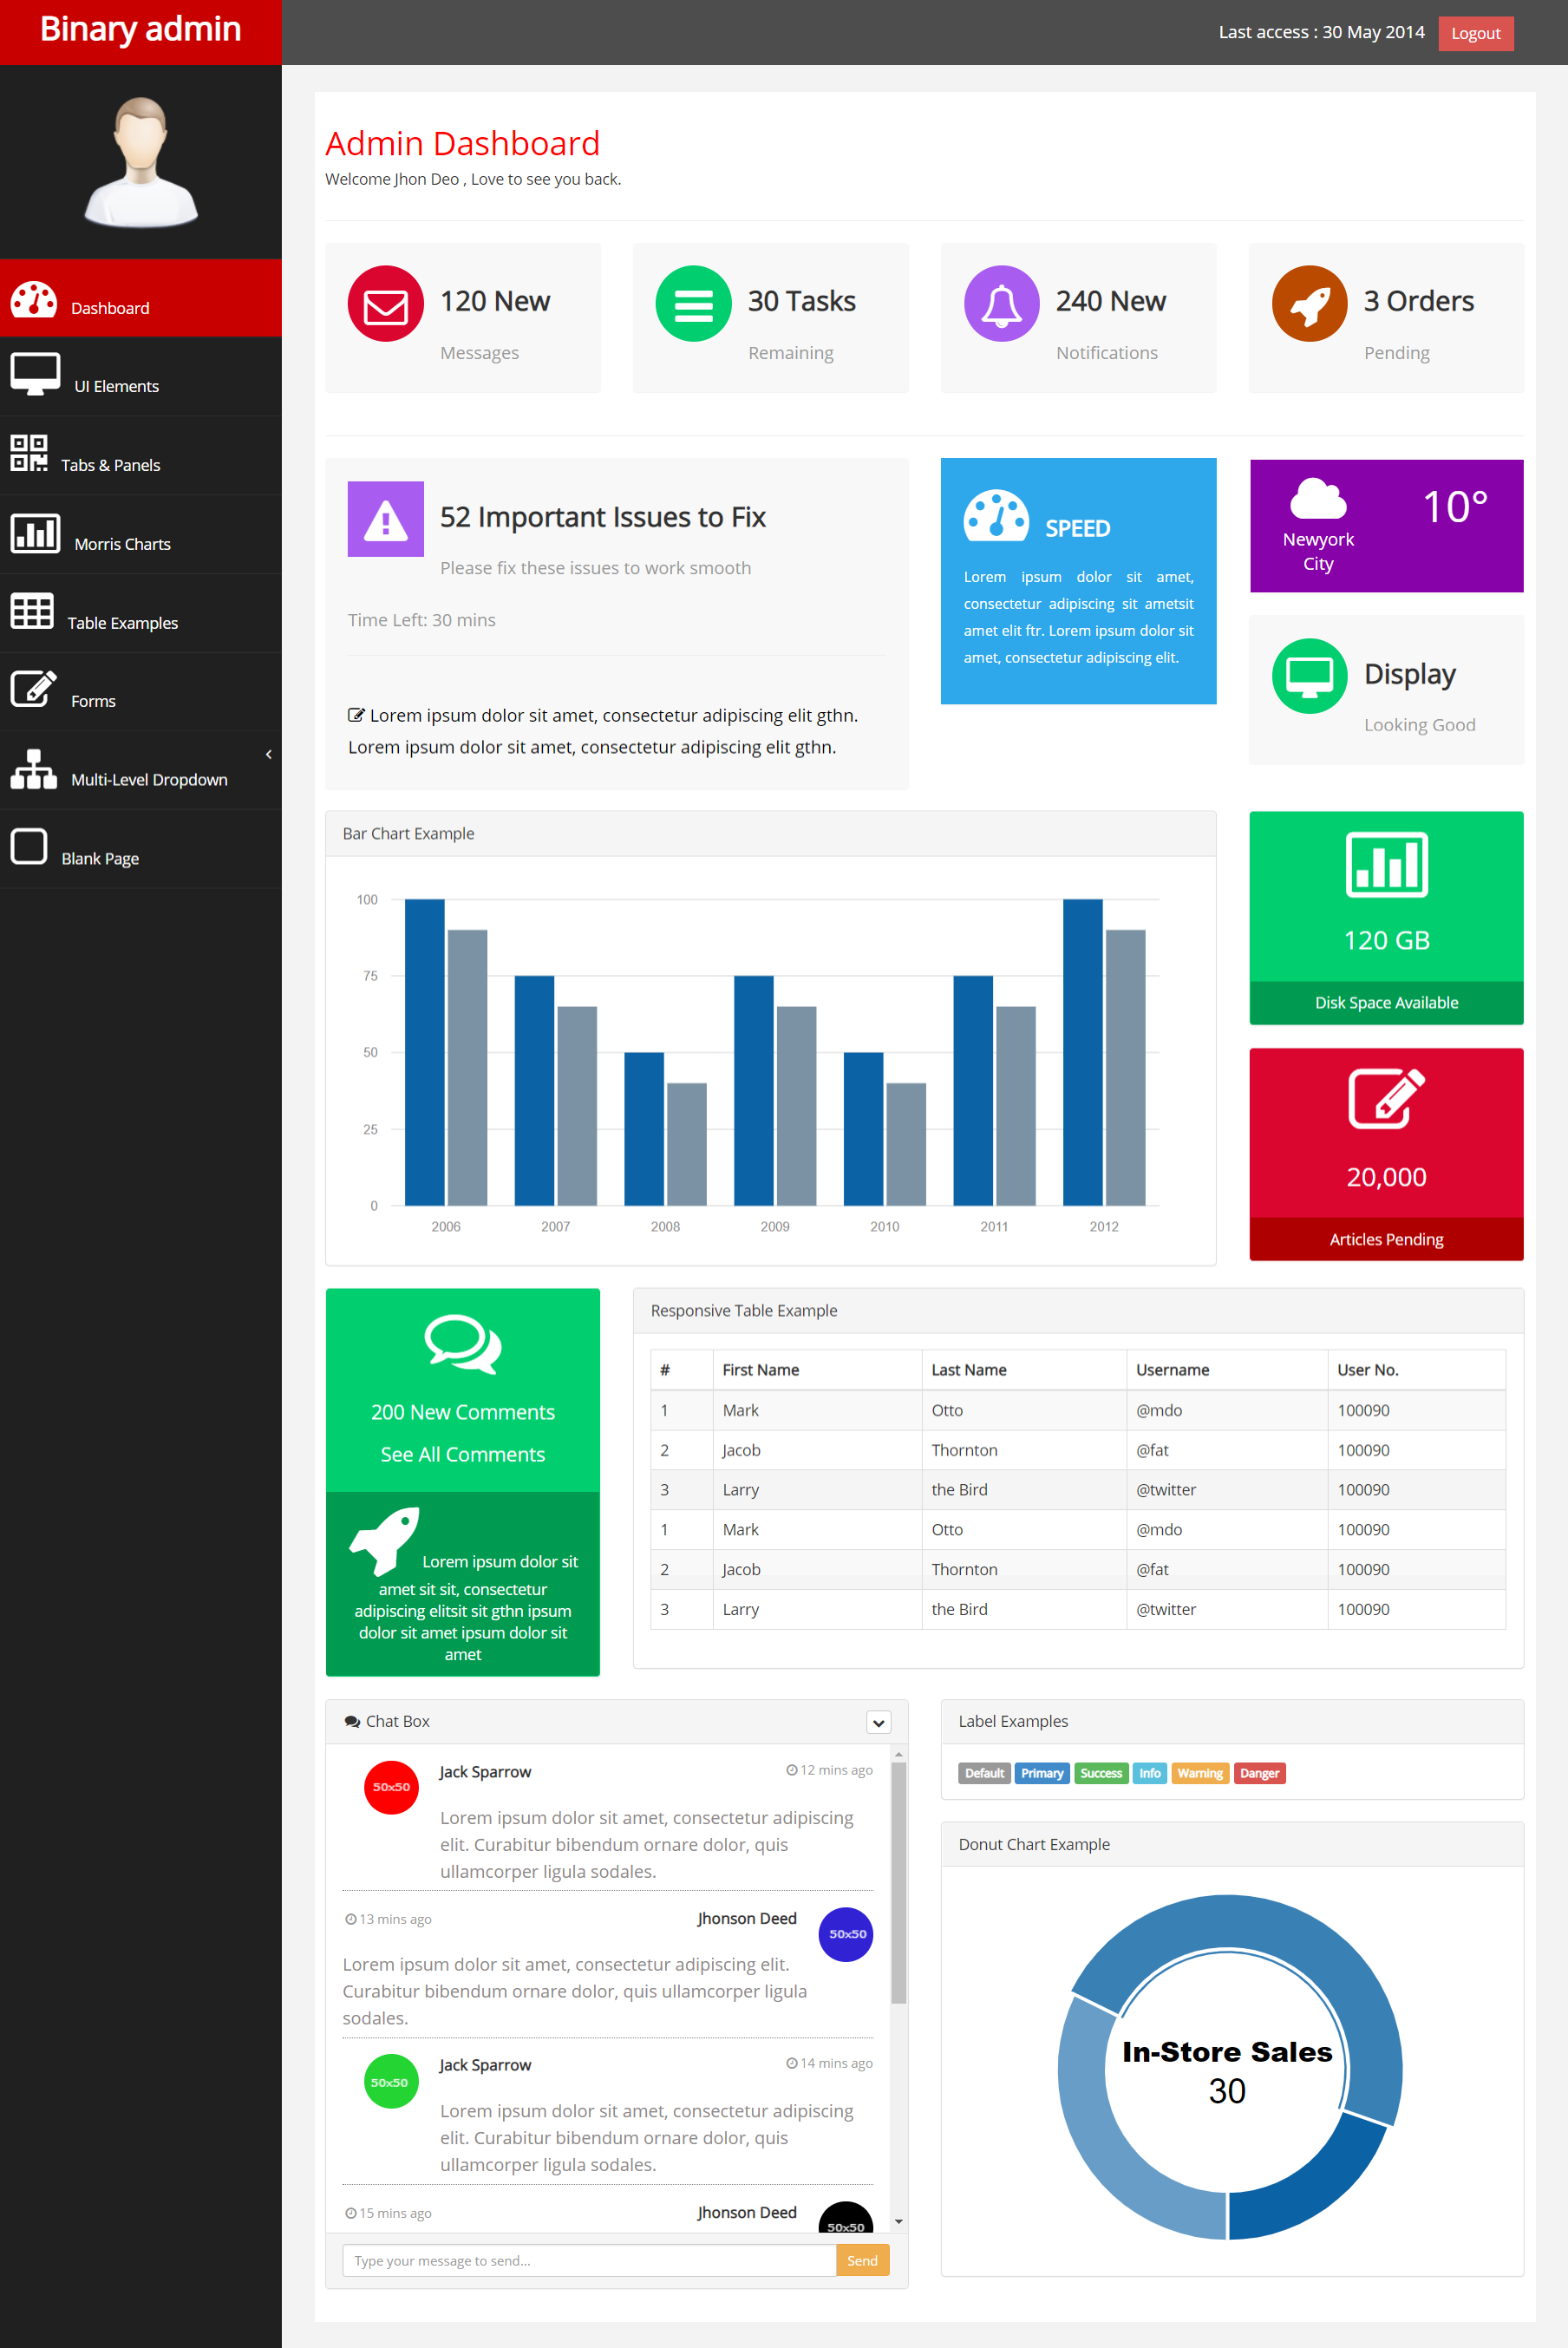 Binary admin
Last access : 30 May 2014
Logout
Dashboard
UI Elements
Tabs & Panels
Morris Charts
Table Examples
Forms
Multi-Level Dropdown
Blank Page
Admin Dashboard
Welcome Jhon Deo , Love to see you back.
120 New
Messages
30 Tasks
Remaining
240 New
Notifications
3 Orders
Pending
52 Important Issues to Fix
Please fix these issues to work smooth
Time Left: 30 mins
Lorem ipsum dolor sit amet, consectetur adipiscing elit gthn.
Lorem ipsum dolor sit amet, consectetur adipiscing elit gthn.
SPEED
Lorem ipsum dolor sit amet,
consectetur adipiscing sit ametsit
amet elit ftr. Lorem ipsum dolor sit
amet, consectetur adipiscing elit.
Newyork
City
10°
Display
Looking Good
Bar Chart Example
100
75
50
25
0
2006 2007 2008 2009 2010 2011 2012
120 GB
Disk Space Available
20,000
Articles Pending
200 New Comments
See All Comments
Lorem ipsum dolor sit
amet sit sit, consectetur
adipiscing elitsit sit gthn ipsum
dolor sit amet ipsum dolor sit
amet
Responsive Table Example
# First Name Last Name Username User No.
1 Mark Otto @mdo 100090
2 Jacob Thornton @fat 100090
3 Larry the Bird @twitter 100090
1 Mark Otto @mdo 100090
2 Jacob Thornton @fat 100090
3 Larry the Bird @twitter 100090
Chat Box
50x50
Jack Sparrow
12 mins ago
Lorem ipsum dolor sit amet, consectetur adipiscing
elit. Curabitur bibendum ornare dolor, quis
ullamcorper ligula sodales.
13 mins ago
Jhonson Deed
50x50
Lorem ipsum dolor sit amet, consectetur adipiscing elit.
Curabitur bibendum ornare dolor, quis ullamcorper ligula
sodales.
50x50
Jack Sparrow
14 mins ago
Lorem ipsum dolor sit amet, consectetur adipiscing
elit. Curabitur bibendum ornare dolor, quis
ullamcorper ligula sodales.
15 mins ago
Jhonson Deed
50x50
Type your message to send...
Send
Label Examples
Default Primary Success Info Warning Danger
Donut Chart Example
In-Store Sales
30